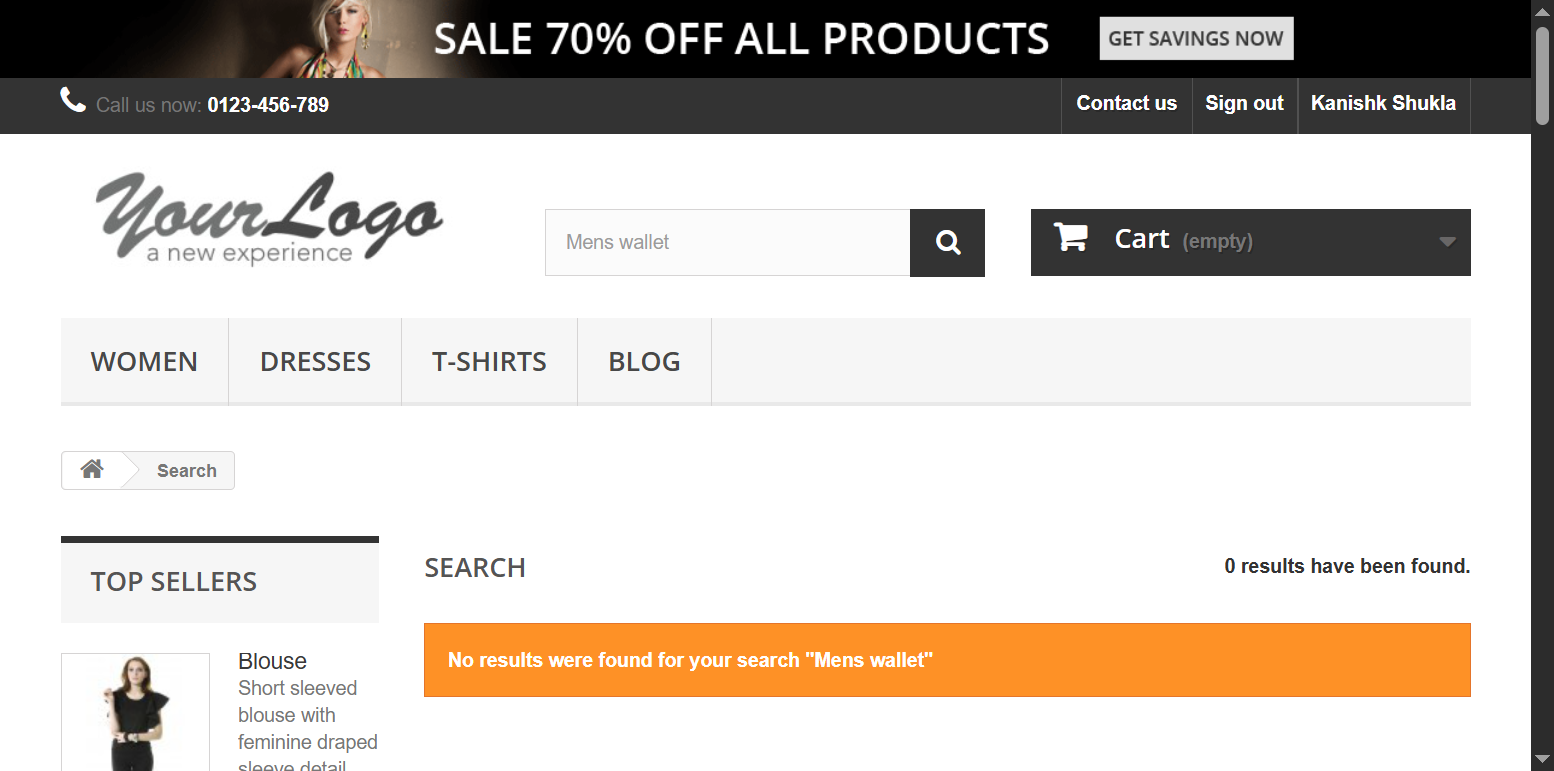 SALE 70% OFF ALL PRODUCTS GET SAVINGS NOW
Call us now: 0123-456-789 Contact us Sign out Kanishk Shukla
YourLogo
a new experience
Mens wallet
Cart (empty)
WOMEN DRESSES T-SHIRTS BLOG
Search
TOP SELLERS
SEARCH 0 results have been found.
No results were found for your search "Mens wallet"
Blouse
Short sleeved
blouse with
feminine draped
sleeve detail